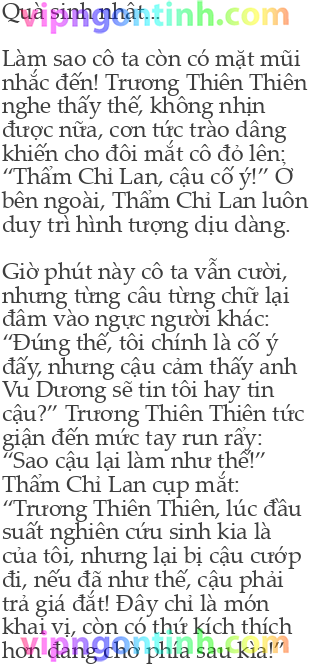 Quà sinh nhật...
vipngontinh.com
Làm sao cô ta còn có mặt mũi
nhắc đến! Trương Thiên Thiên
nghe thấy thế, không nhịn
được nữa, cơn tức trào dâng
khiến cho đôi mắt cô đỏ lên:
“Thẩm Chỉ Lan, cậu cố ý!” Ở
bên ngoài, Thẩm Chỉ Lan luôn
duy trì hình tượng dịu dàng.
Giờ phút này cô ta vẫn cười,
nhưng từng câu từng chữ lại
đâm vào ngực người khác:
“Đúng thế, tôi chính là cố ý
đấy, nhưng cậu cảm thấy anh
Vu Dương sẽ tin tôi hay tin
cậu?” Trương Thiên Thiên tức
giận đến mức tay run rẩy:
“Sao cậu lại làm như thế!”
Thẩm Chỉ Lan cụp mắt:
“Trương Thiên Thiên, lúc đầu
suất nghiên cứu sinh kia là
của tôi, nhưng lại bị cậu cướp
đi, nếu đã như thế, cậu phải
trả giá đắt! Đây chỉ là món
khai vị, còn có thứ kích thích
hơn đang chờ phía sau kìa!”
vipngontinh.com